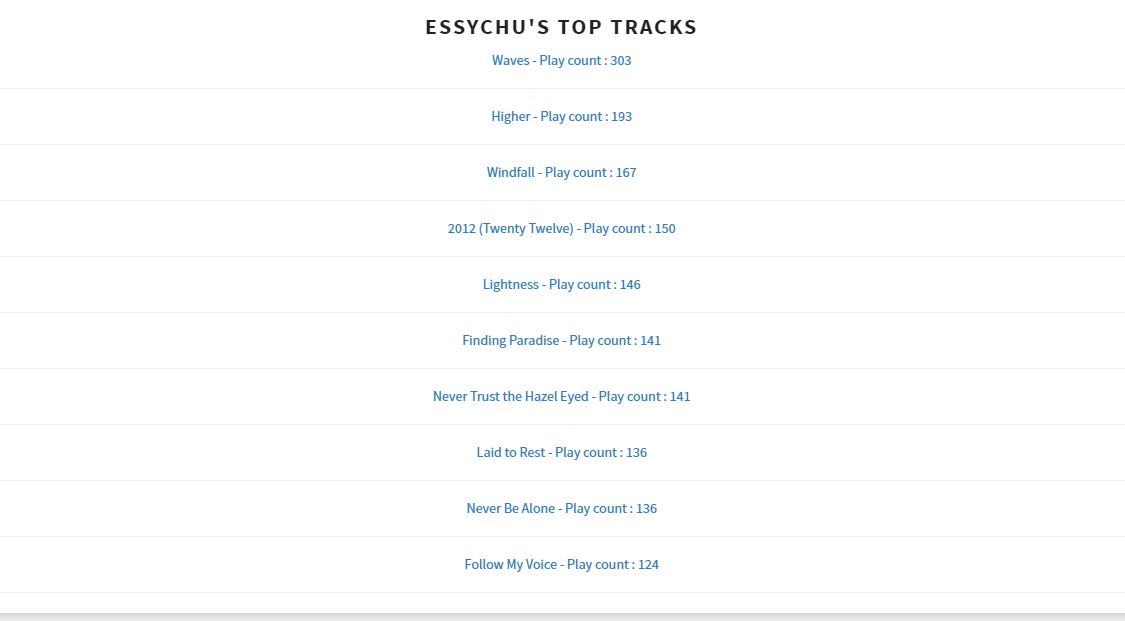 ESSYCHU'S TOP TRACKS
Waves - Play count : 303
Higher - Play count : 193
Windfall - Play count : 167
2012 (Twenty Twelve) - Play count : 150
Lightness - Play count : 146
Finding Paradise - Play count : 141
Never Trust the Hazel Eyed - Play count : 141
Laid to Rest - Play count : 136
Never Be Alone - Play count : 136
Follow My Voice - Play count : 124